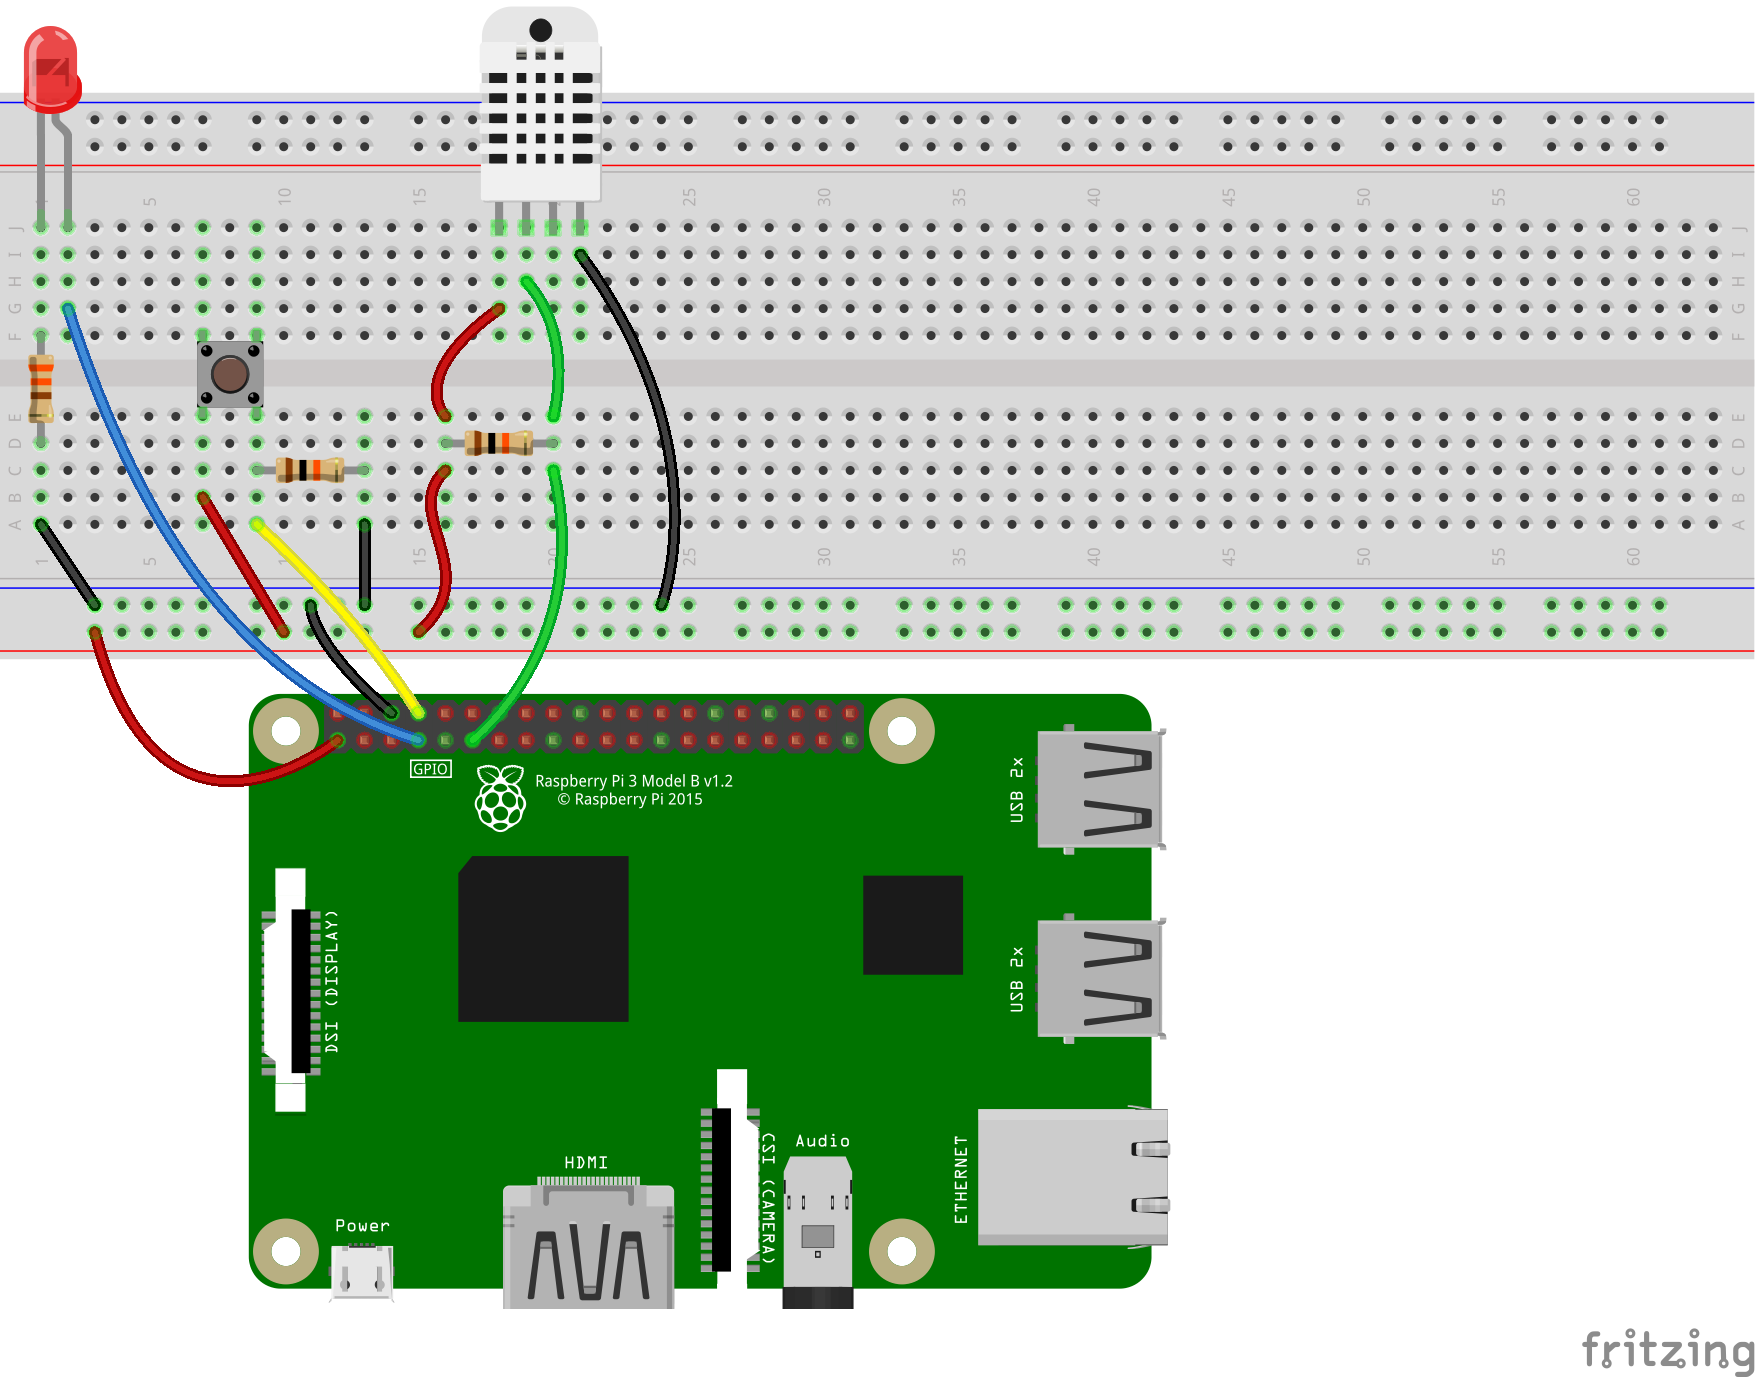 1 5 10 15 25 30 35 40 45 50 55 60
J J
I I
H H
G G
F F
E E
D D
C C
B B
A A
1 5 15 20 25 30 35 40 45 50 55 60
GPIO
Raspberry Pi 3 Model B v1.2
© Raspberry Pi 2015
USB 2x
DSI (DISPLAY)
USB 2x
HDMI
CSI (CAMERA)
Audio
ETHERNET
Power
fritzing